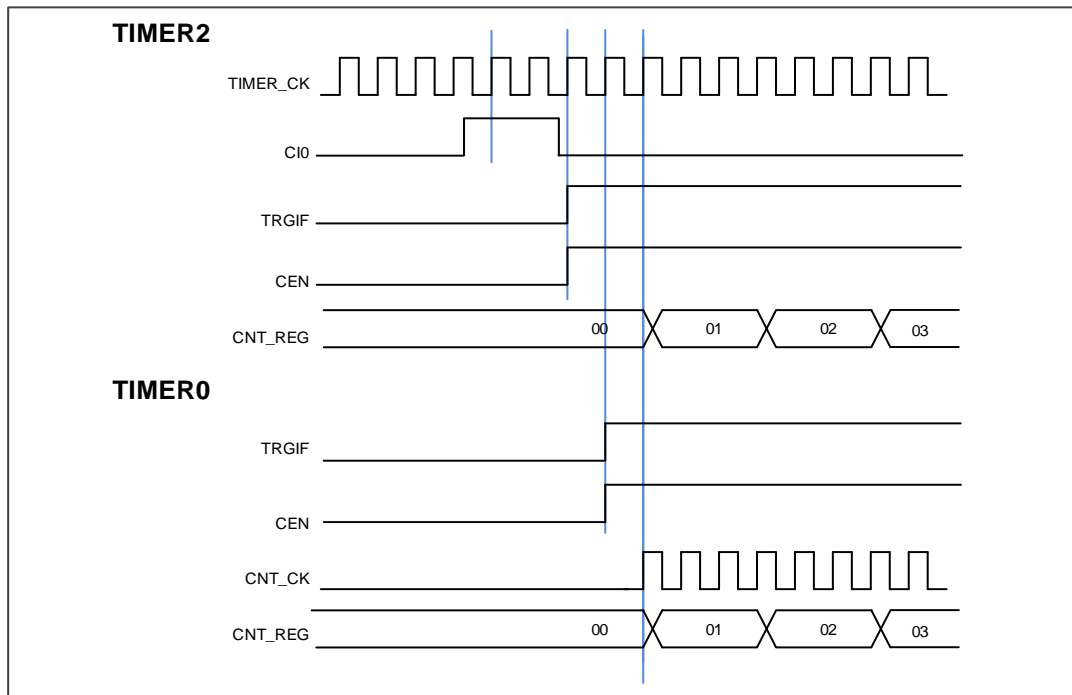 TIMER2
TIMER_CK
CI0
TRGIF
CEN
CNT_REG 00 01 02 03
TIMER0
TRGIF
CEN
CNT_CK
CNT_REG 00 01 02 03